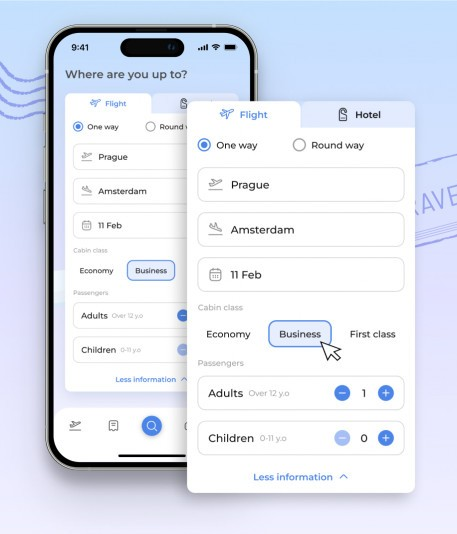 9:41
Where are you up to?
Flight
One way
Round
Prague
Amsterdam
11 Feb
Cabin class
Economy
Business
Passengers
Adults Over 12 y.o
Children 0-11 y.o
Less information
Flight
Hotel
One way
Round way
Prague
Amsterdam
11 Feb
Cabin class
Economy
Business
First class
Passengers
Adults Over 12 y.o
1
Children 0-11 y.o
0
Less information
RAVE